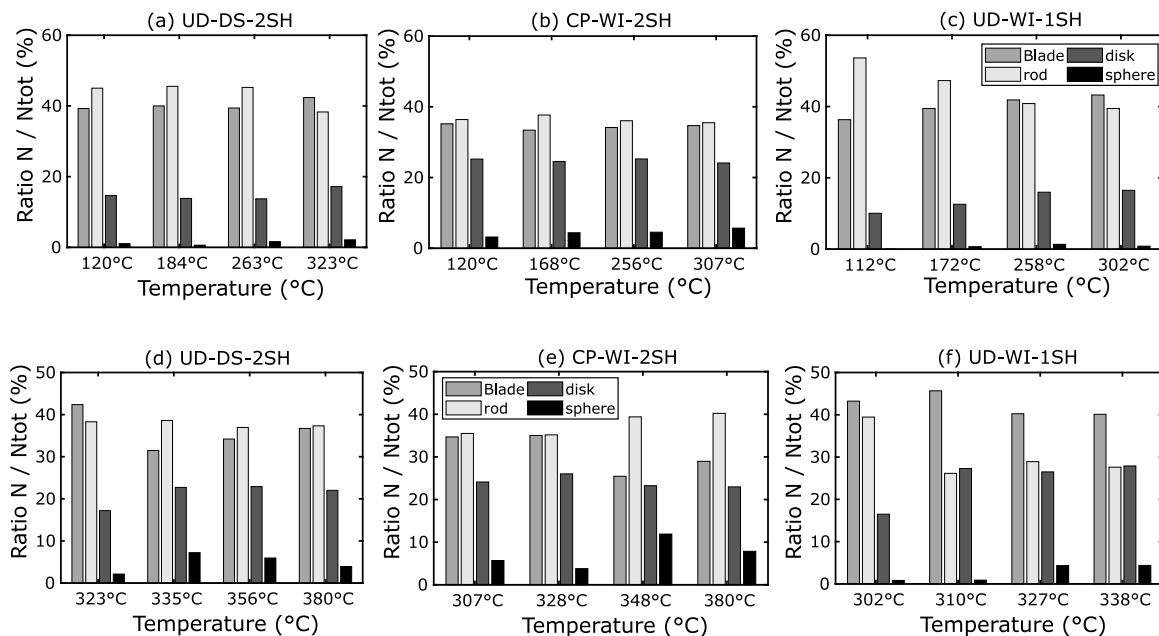 (a) UD-DS-2SH
Ratio N / Ntot (%)
60
40
20
0
120°C 184°C 263°C 323°C
Temperature (°C)
(b) CP-WI-2SH
Ratio N / Ntot (%)
60
40
20
0
120°C 168°C 256°C 307°C
Temperature (°C)
(c) UD-WI-1SH
Ratio N / Ntot (%)
60
40
20
0
Blade disk
rod sphere
112°C 172°C 258°C 302°C
Temperature (°C)
(d) UD-DS-2SH
Ratio N / Ntot (%)
50
40
30
20
10
0
323°C 335°C 356°C 380°C
Temperature (°C)
(e) CP-WI-2SH
Ratio N / Ntot (%)
50
40
30
20
10
0
Blade disk
rod sphere
307°C 328°C 348°C 380°C
Temperature (°C)
(f) UD-WI-1SH
Ratio N / Ntot (%)
50
40
30
20
10
0
302°C 310°C 327°C 338°C
Temperature (°C)